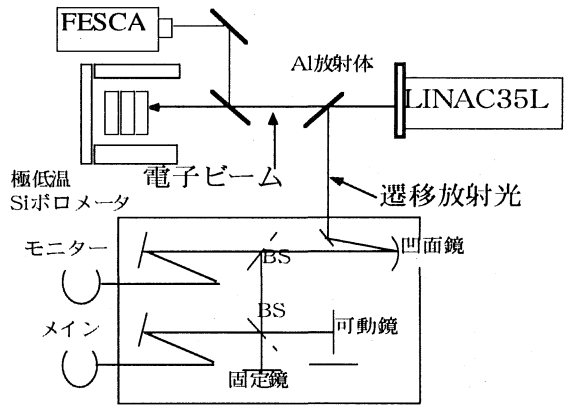 FESCA
Al放射体
LINAC35L
電子ビーム
極低温
Siボロメータ
遷移放射光
モニター
BS
凹面鏡
BS
メイン
可動鏡
固定鏡